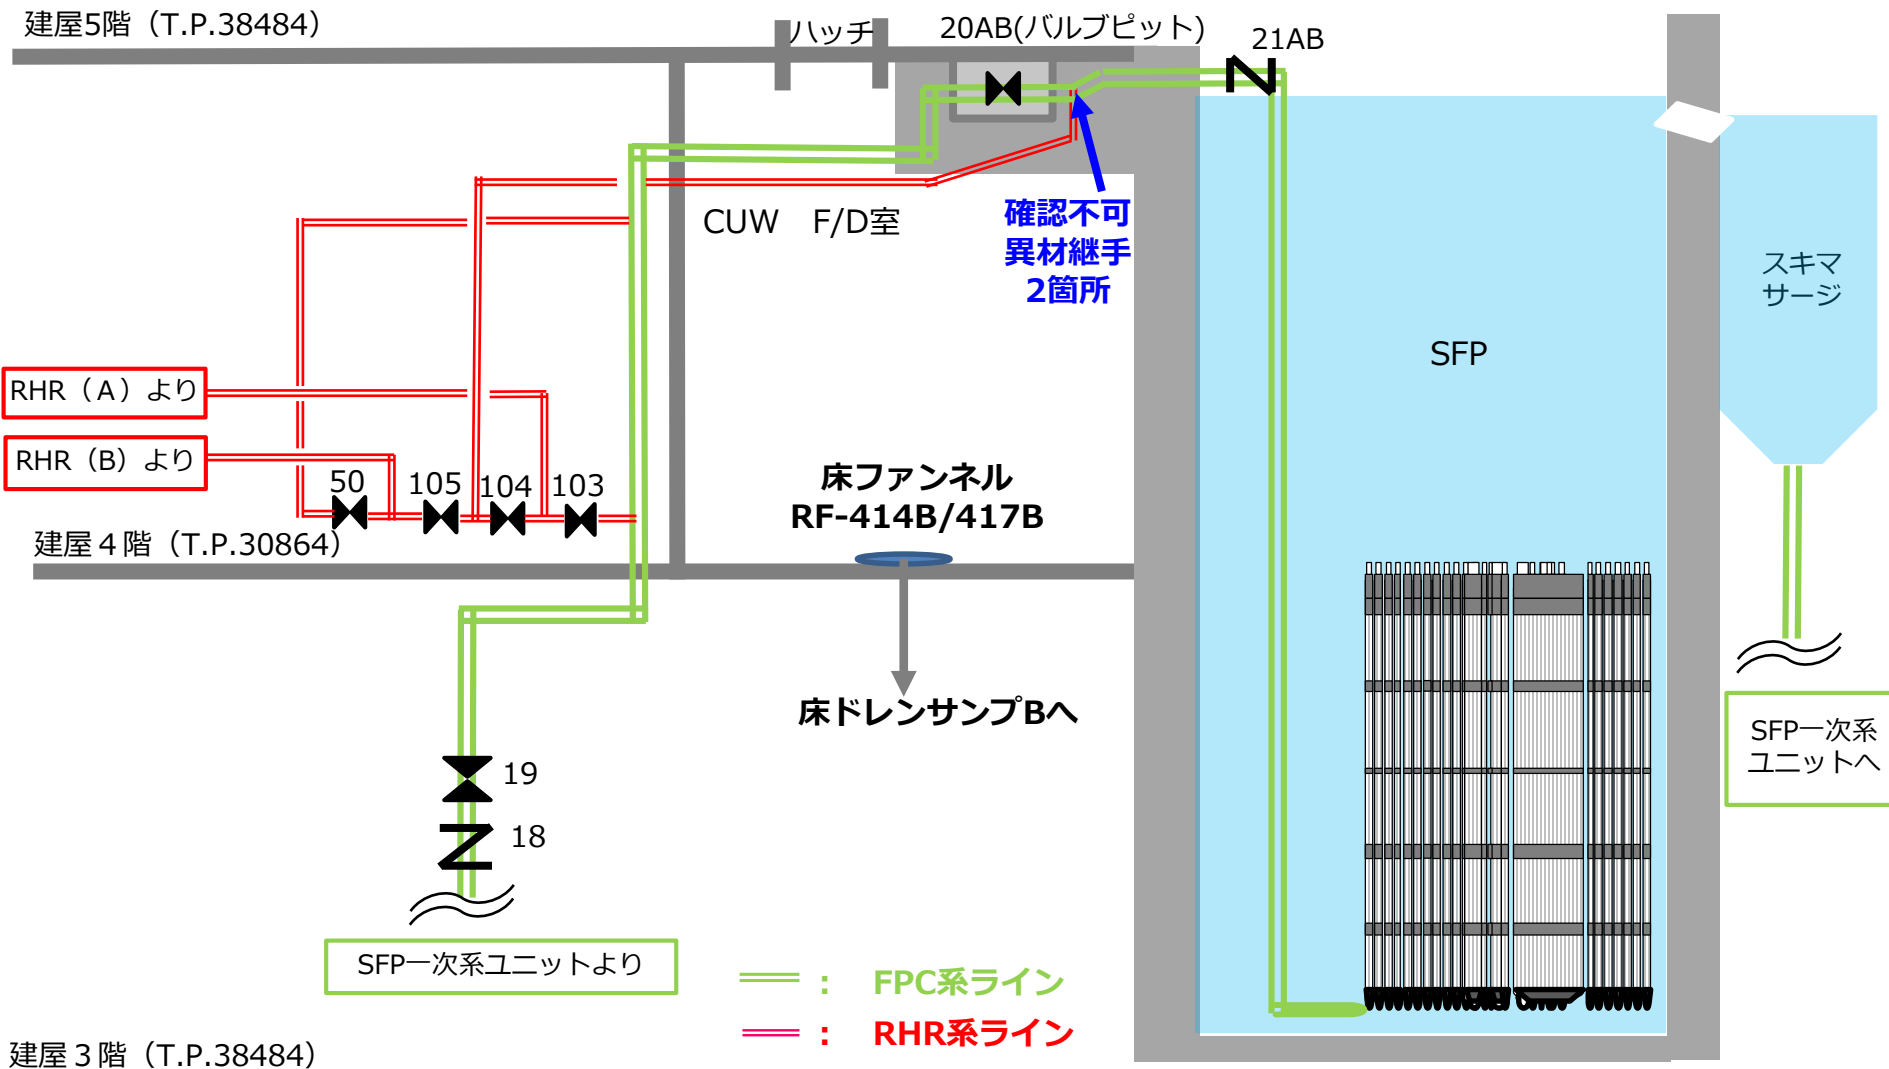 建屋5階（T.P.38484）
ハッチ
20AB(バルブピット)
21AB
CUW　F/D室
確認不可
異材継手
2箇所
スキマ
サージ
SFP
RHR（A）より
RHR（B）より
50
105
104
103
床ファンネル
RF-414B/417B
建屋４階（T.P.30864）
床ドレンサンプBへ
SFP一次系
ユニットへ
19
18
SFP一次系ユニットより
： FPC系ライン
： RHR系ライン
建屋３階（T.P.38484）